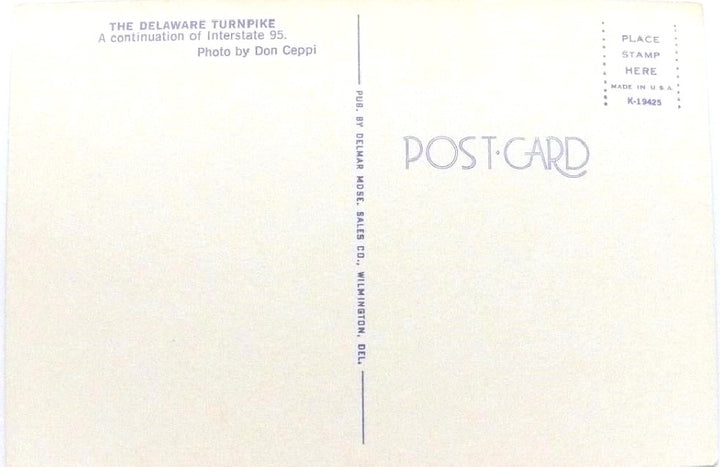 THE DELAWARE TURNPIKE
A continuation of Interstate 95.
Photo by Don Ceppi
PUB. BY DELMAR MDSE. SALES CO., WILMINGTON, DEL.
PLACE
STAMP
HERE
MADE IN U.S.A.
K-19425
POST·CARD